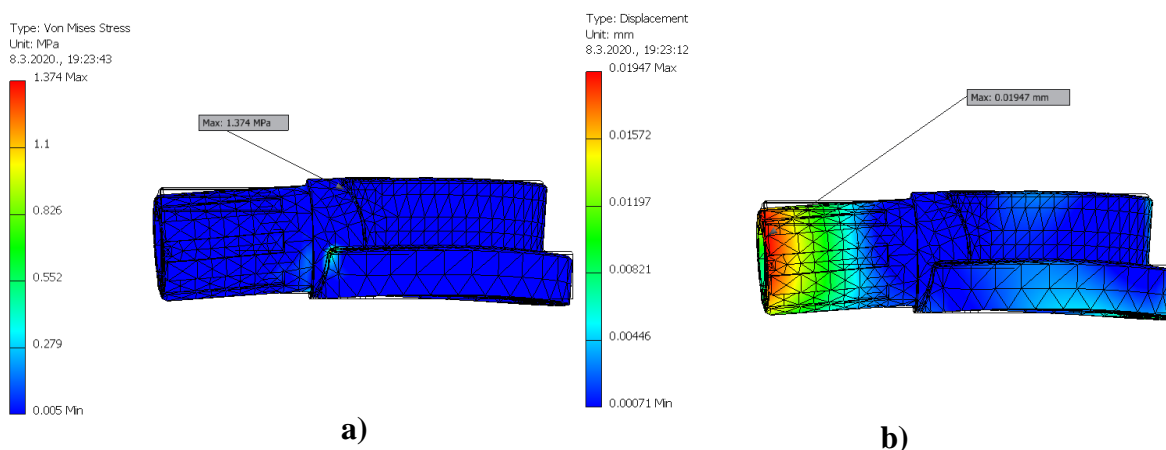 Type: Von Mises Stress
Unit: MPa
8.3.2020., 19:23:43
1.374 Max
1.1
0.826
0.552
0.279
0.005 Min
Max: 1.374 MPa
a)
Type: Displacement
Unit: mm
8.3.2020., 19:23:12
0.01947 Max
0.01572
0.01197
0.00821
0.00446
0.00071 Min
Max: 0.01947 mm
b)